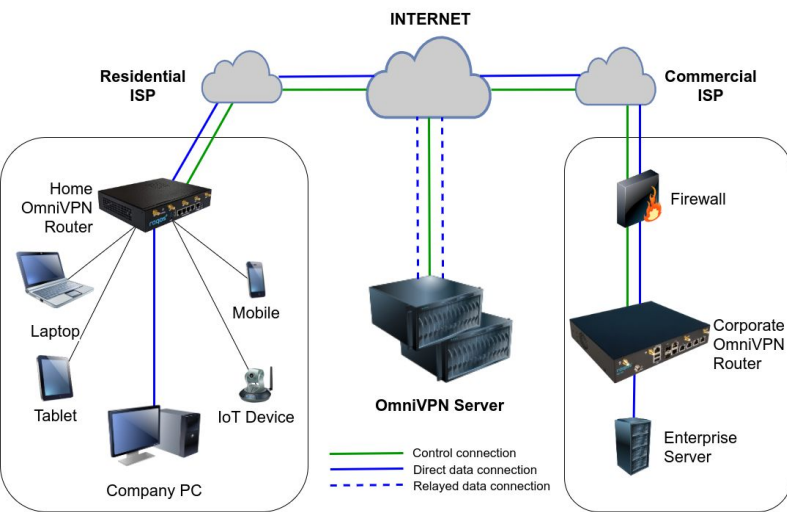 INTERNET
Residential
ISP
Commercial
ISP
Home
OmniVPN
Router
Firewall
Laptop
Mobile
Tablet
IoT Device
Company PC
OmniVPN Server
Corporate
OmniVPN
Router
Enterprise
Server
Control connection
Direct data connection
Relayed data connection